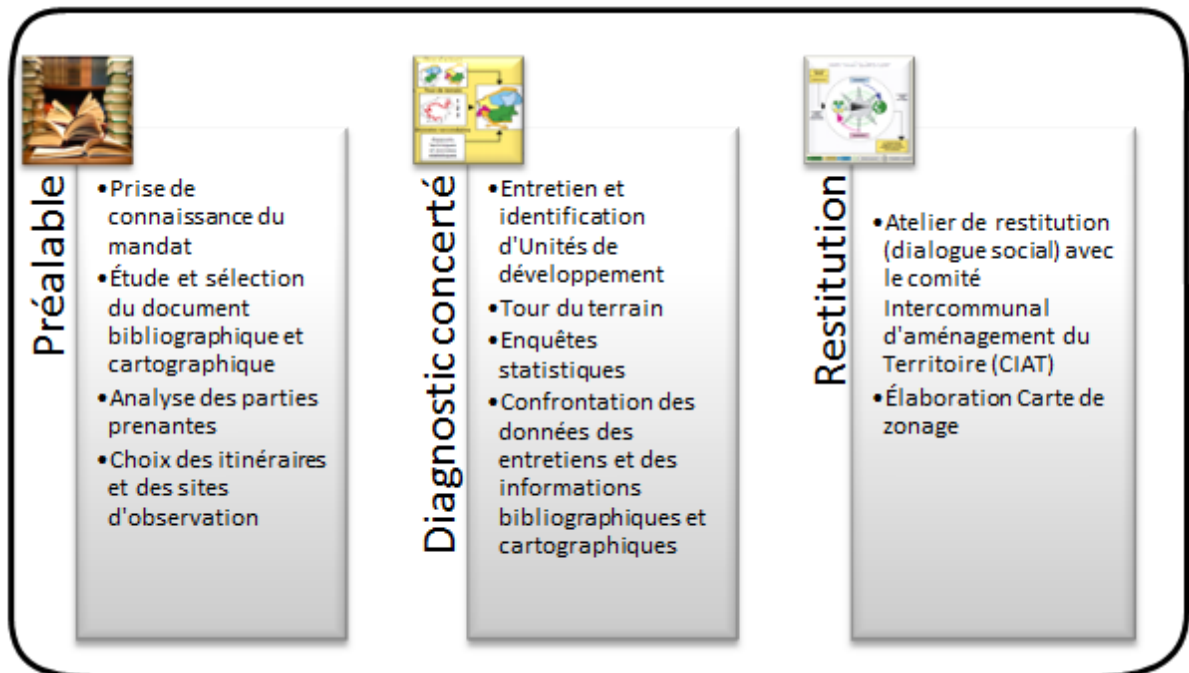 Préalable
•Prise de
connaissance du
mandat
•Étude et sélection
du document
bibliographique et
cartographique
•Analyse des parties
prenantes
•Choix des itinéraires
et des sites
d'observation
Diagnostic concerté
•Entretien et
identification
d'Unités de
développement
•Tour du terrain
•Enquêtes
statistiques
•Confrontation des
données des
entretiens et des
informations
bibliographiques et
cartographiques
Restitution
•Atelier de restitution
(dialogue social) avec
le comité
Intercommunal
d'aménagement du
Territoire (CIAT)
•Élaboration Carte de
zonage